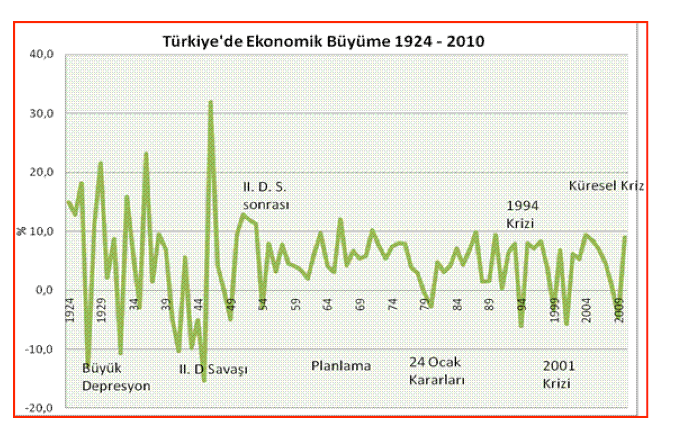 Türkiye'de Ekonomik Büyüme 1924 - 2010
40,0
30,0
20,0
10,0
0,0
-10,0
-20,0
%
II. D. S.
sonrası
1994
Krizi
Küresel Kriz
1924
1929
34
39
44
49
54
59
64
69
74
79
84
89
94
1999
2004
2009
Büyük
Depresyon
II. D Savaşı
Planlama
24 Ocak
Kararları
2001
Krizi